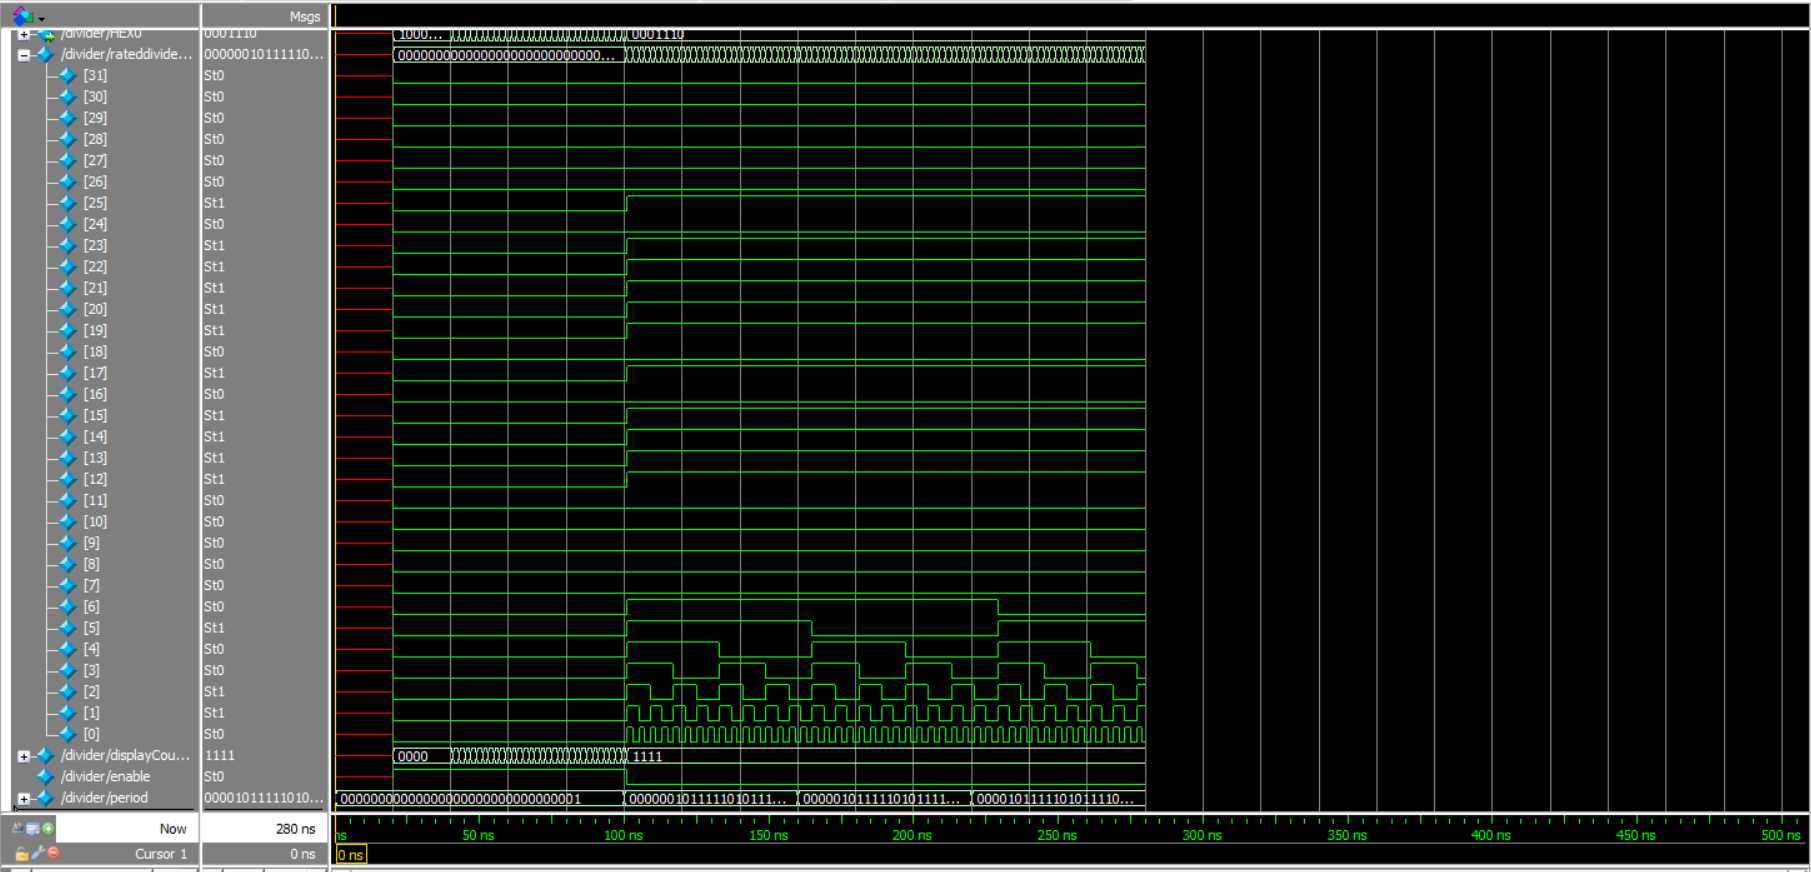 Msgs
/divider/HEX0 0001110 1000... 0001110
/divider/rateddivide... 00000010111110... 000000000000000000000000000...
[31] St0
[30] St0
[29] St0
[28] St0
[27] St0
[26] St0
[25] St1
[24] St0
[23] St1
[22] St1
[21] St1
[20] St1
[19] St1
[18] St0
[17] St1
[16] St0
[15] St1
[14] St1
[13] St1
[12] St1
[11] St0
[10] St0
[9] St0
[8] St0
[7] St0
[6] St0
[5] St1
[4] St0
[3] St0
[2] St1
[1] St1
[0] St0
/divider/displayCou... 1111 0000 1111
/divider/enable St0
/divider/period 00001011111010... 00000000000000000000000000000001 0000001011111010111... 0000010111110101111... 0000101111101011110...
Now 280 ns ns 50 ns 100 ns 150 ns 200 ns 250 ns 300 ns 350 ns 400 ns 450 ns 500 ns
Cursor 1 0 ns 0 ns